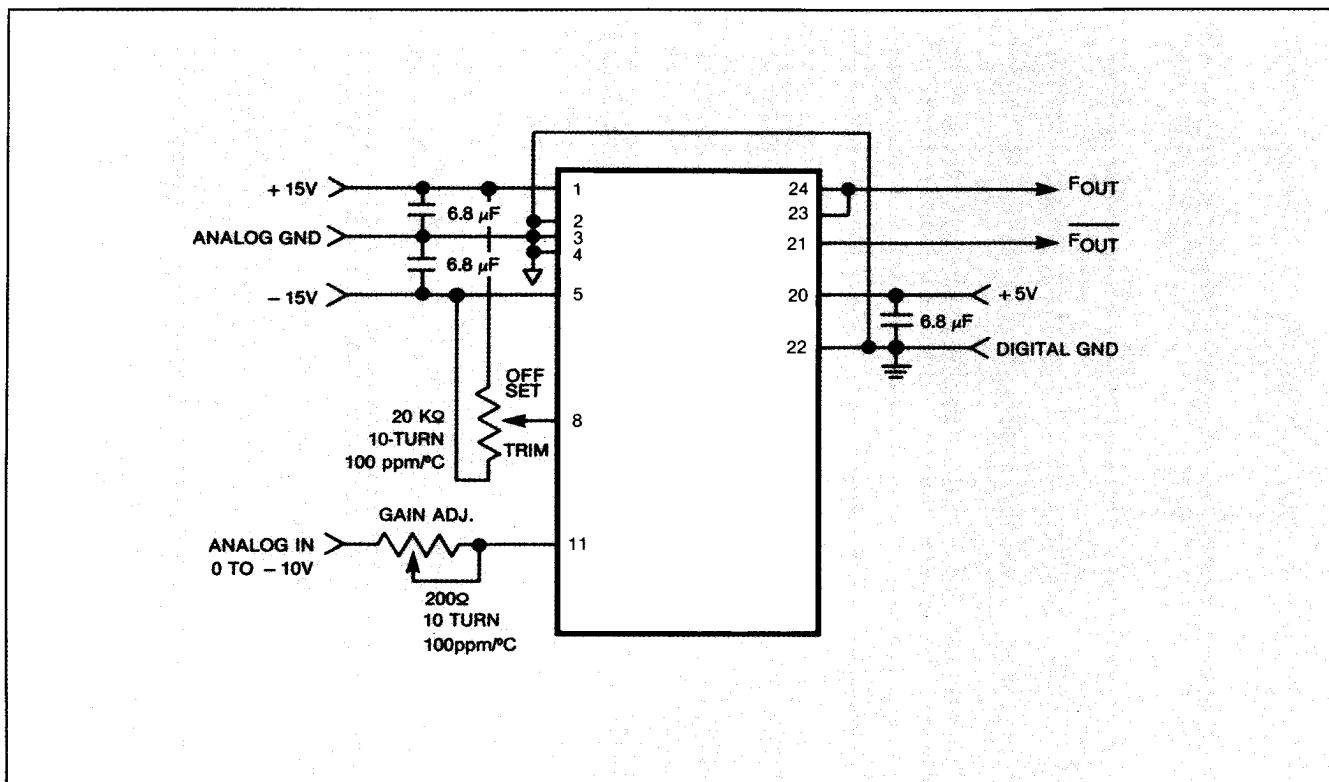 + 15V
ANALOG GND
– 15V
6.8 µF
6.8 µF
1
2
3
4
5
OFF
SET
8
TRIM
20 KΩ
10-TURN
100 ppm/ºC
GAIN ADJ.
ANALOG IN
0 TO – 10V
11
200Ω
10 TURN
100ppm/ºC
24
23
21
20
22
FOUT
FOUT
+ 5V
6.8 µF
DIGITAL GND